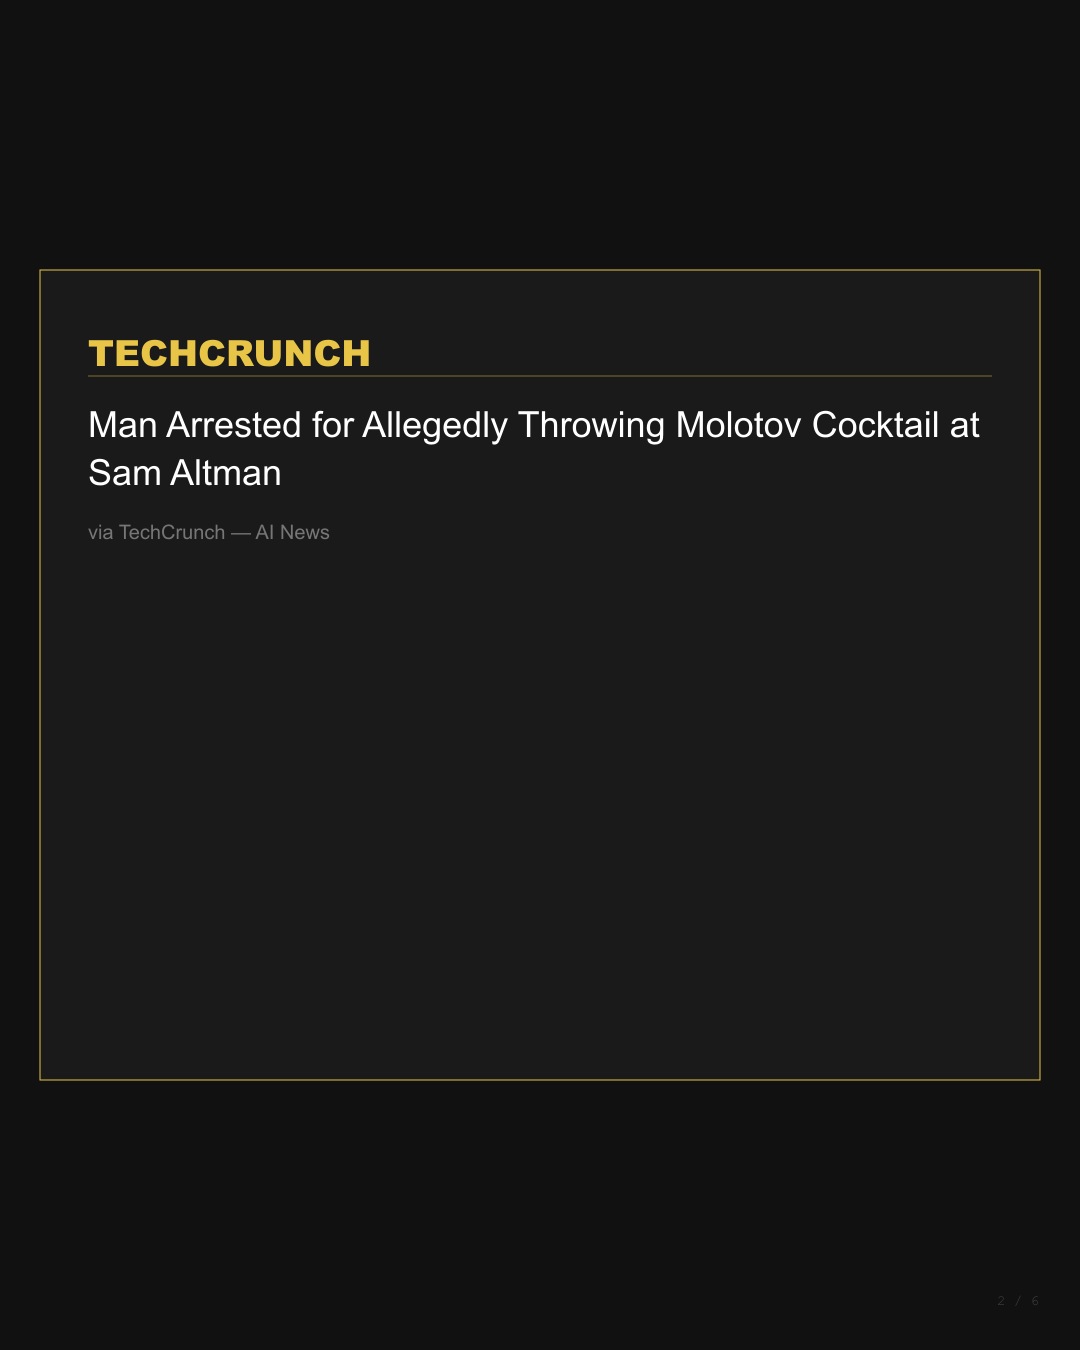 TECHCRUNCH
Man Arrested for Allegedly Throwing Molotov Cocktail at
Sam Altman
via TechCrunch — AI News
2 / 6